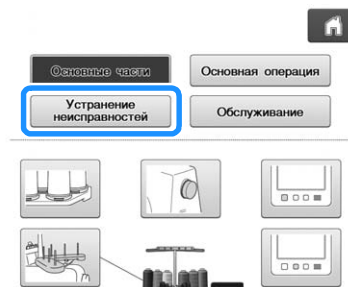 Основные части
Основная операция
Устранение
неисправностей
Обслуживание